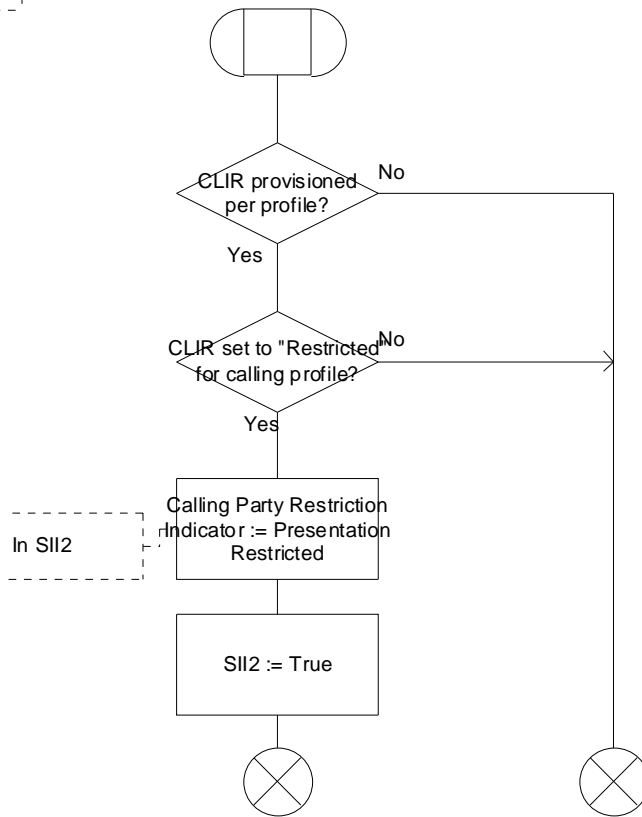 CLIR provisioned
per profile?
No
Yes
CLIR set to "Restricted"
for calling profile?
No
Yes
Calling Party Restriction
Indicator := Presentation
Restricted
In SII2
SII2 := True